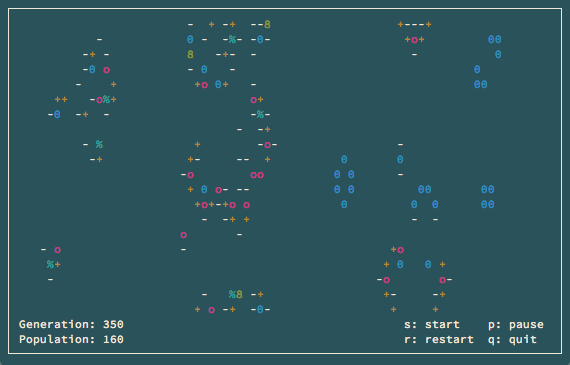 Generation: 350
Population: 160
s: start p: pause
r: restart q: quit